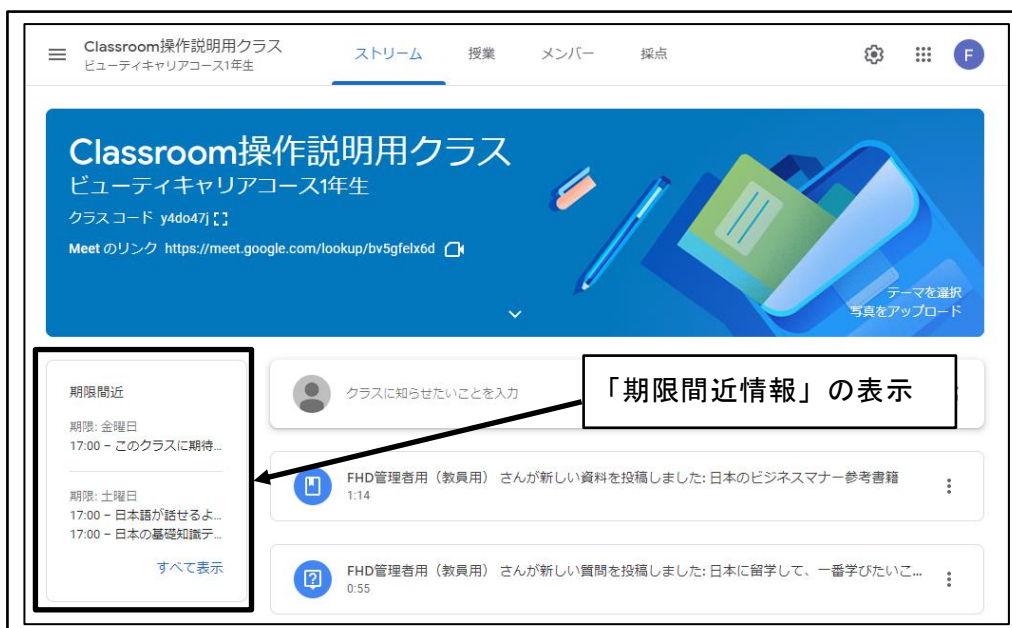 Classroom操作説明用クラス
ビューティキャリアコース1年生
ストリーム
授業
メンバー
採点
F
Classroom操作説明用クラス
ビューティキャリアコース1年生
クラス コード y4do47j
Meet のリンク https://meet.google.com/lookup/bv5gfelx6d
テーマを選択
写真をアップロード
期限間近
期限: 金曜日
17:00 – このクラスに期待...
期限: 土曜日
17:00 – 日本語が話せるよ...
17:00 – 日本の基礎知識テ...
すべて表示
クラスに知らせたいことを入力
「期限間近情報」の表示
FHD管理者用（教員用） さんが新しい資料を投稿しました: 日本のビジネスマナー参考書籍
1:14
FHD管理者用（教員用） さんが新しい質問を投稿しました: 日本に留学して、一番学びたいこ...
0:55